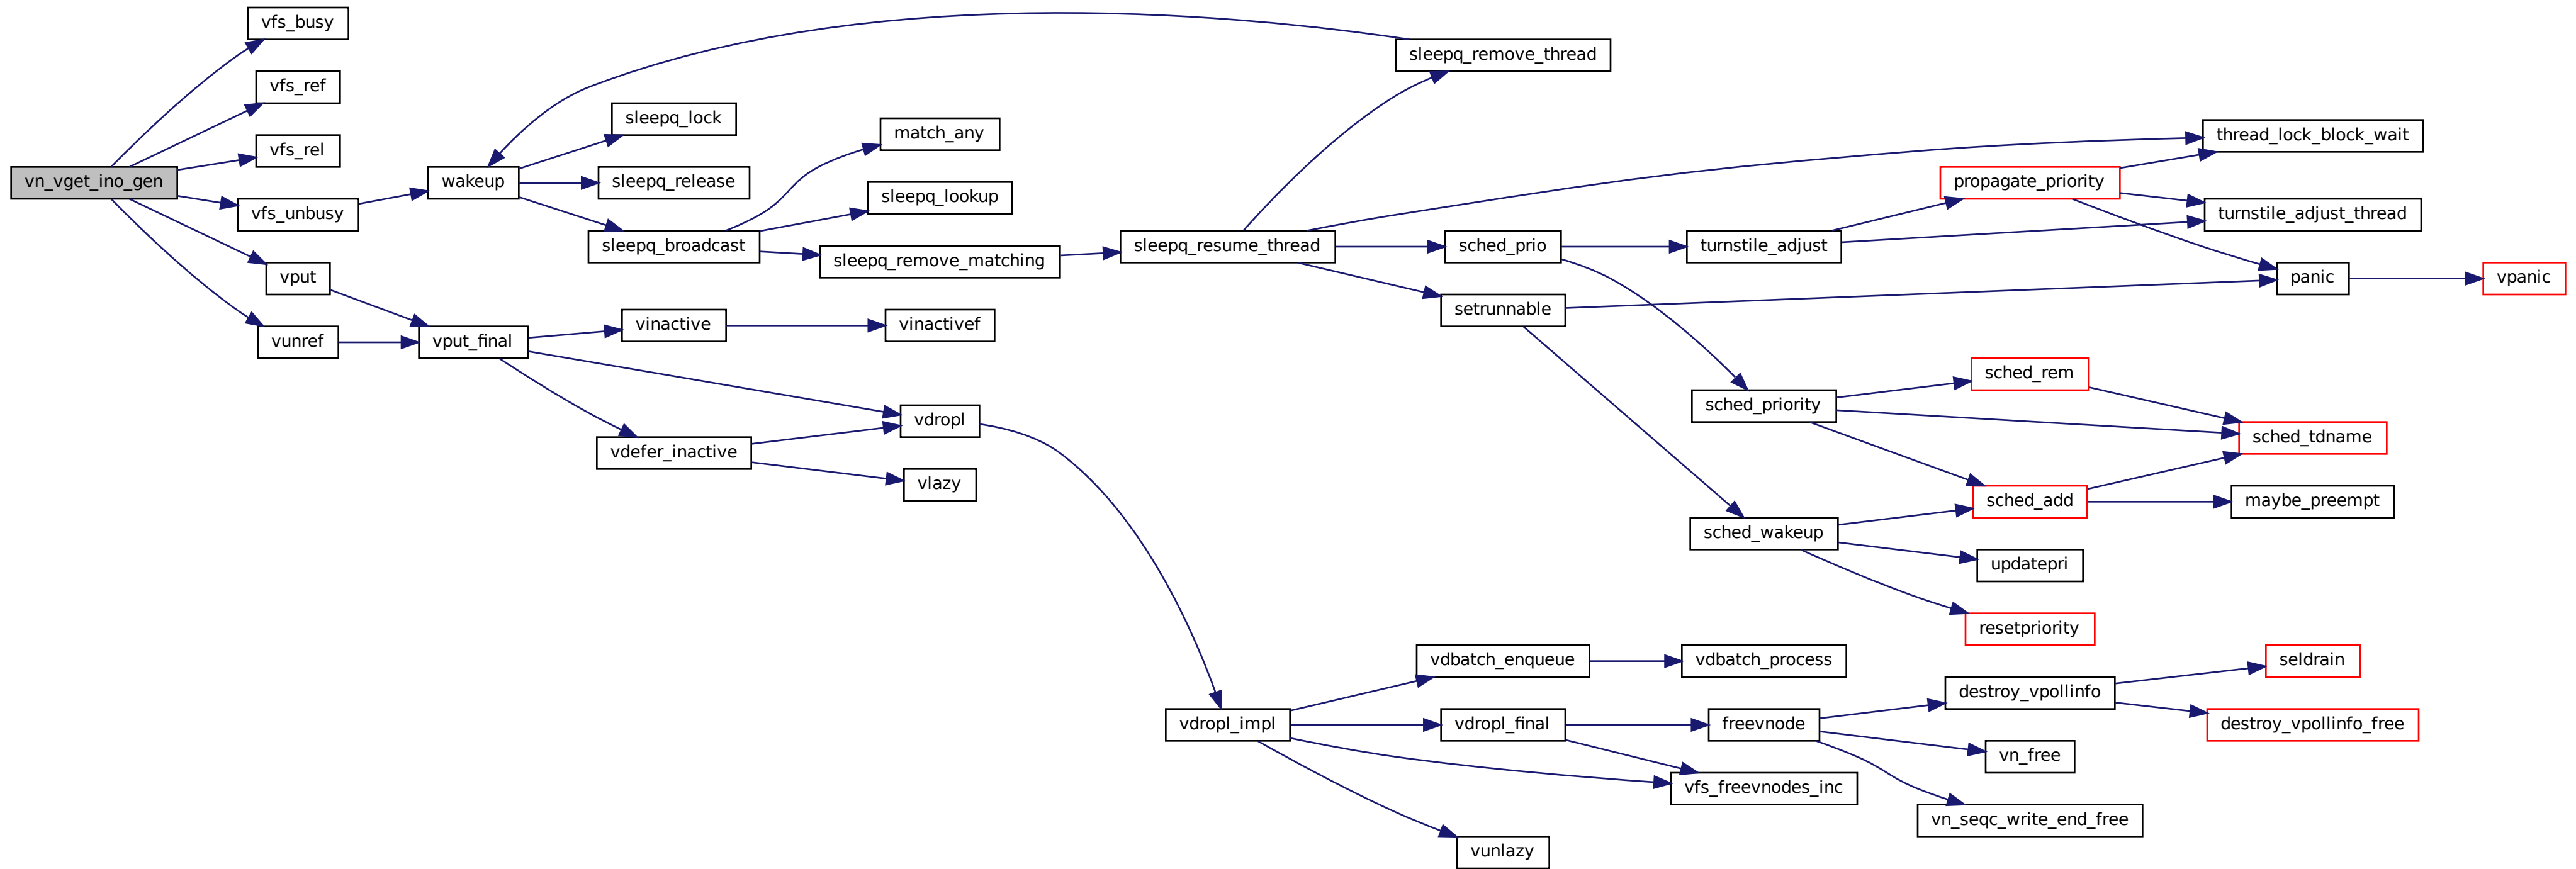 vn_vget_ino_gen
vfs_busy
vfs_ref
vfs_rel
vfs_unbusy
vput
vunref
wakeup
vput_final
sleepq_lock
sleepq_release
sleepq_broadcast
vinactive
vdefer_inactive
match_any
sleepq_lookup
sleepq_remove_matching
vinactivef
vdropl
vlazy
sleepq_resume_thread
vdropl_impl
sleepq_remove_thread
sched_prio
setrunnable
vdbatch_enqueue
vdropl_final
vunlazy
turnstile_adjust
sched_priority
sched_wakeup
vdbatch_process
freevnode
vfs_freevnodes_inc
propagate_priority
sched_rem
sched_add
updatepri
resetpriority
destroy_vpollinfo
vn_free
vn_seqc_write_end_free
thread_lock_block_wait
turnstile_adjust_thread
panic
sched_tdname
maybe_preempt
seldrain
destroy_vpollinfo_free
vpanic